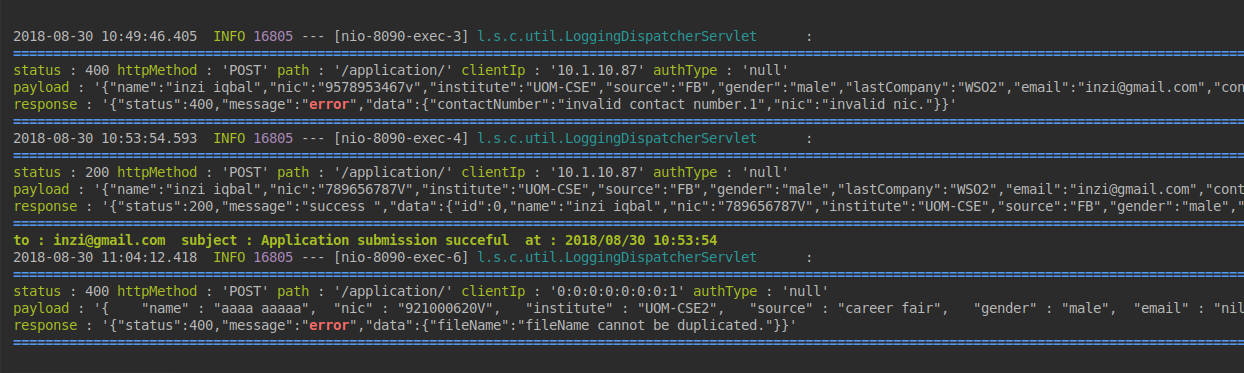 2018-08-30 10:49:46.405  INFO 16805 --- [nio-8090-exec-3] l.s.c.util.LoggingDispatcherServlet      :
================================================================================================================================================================
status : 400 httpMethod : 'POST' path : '/application/' clientIp : '10.1.10.87' authType : 'null'
payload : '{"name":"inzi iqbal","nic":"9578953467v","institute":"UOM-CSE","source":"FB","gender":"male","lastCompany":"WSO2","email":"inzi@gmail.com","con
response : '{"status":400,"message":"error","data":{"contactNumber":"invalid contact number.1","nic":"invalid nic."}}'
================================================================================================================================================================
2018-08-30 10:53:54.593  INFO 16805 --- [nio-8090-exec-4] l.s.c.util.LoggingDispatcherServlet      :
================================================================================================================================================================
status : 200 httpMethod : 'POST' path : '/application/' clientIp : '10.1.10.87' authType : 'null'
payload : '{"name":"inzi iqbal","nic":"789656787V","institute":"UOM-CSE","source":"FB","gender":"male","lastCompany":"WSO2","email":"inzi@gmail.com","cont
response : '{"status":200,"message":"success ","data":{"id":0,"name":"inzi iqbal","nic":"789656787V","institute":"UOM-CSE","source":"FB","gender":"male","
================================================================================================================================================================
to : inzi@gmail.com  subject : Application submission succeful  at : 2018/08/30 10:53:54
2018-08-30 11:04:12.418  INFO 16805 --- [nio-8090-exec-6] l.s.c.util.LoggingDispatcherServlet      :
================================================================================================================================================================
status : 400 httpMethod : 'POST' path : '/application/' clientIp : '0:0:0:0:0:0:0:1' authType : 'null'
payload : '{    "name" : "aaaa aaaaa",  "nic" : "921000620V",   "institute" : "UOM-CSE2",   "source" : "career fair",   "gender" : "male",  "email" : "nil
response : '{"status":400,"message":"error","data":{"fileName":"fileName cannot be duplicated."}}'
================================================================================================================================================================